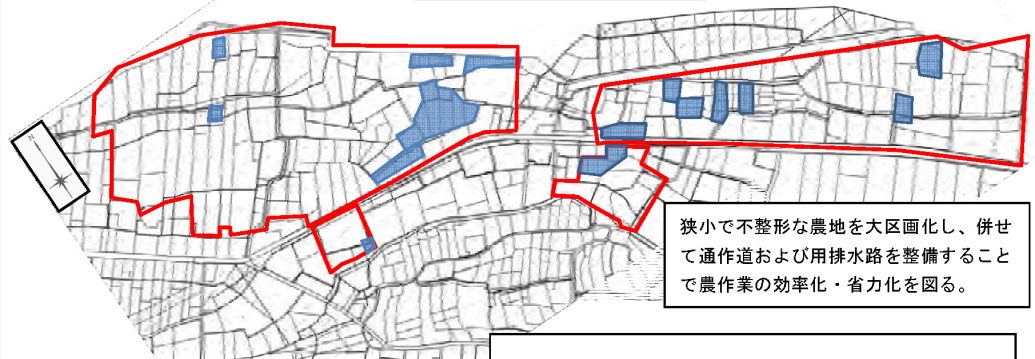 N
狭小で不整形な農地を大区画化し、併せ
て通作道および用排水路を整備すること
で農作業の効率化・省力化を図る。